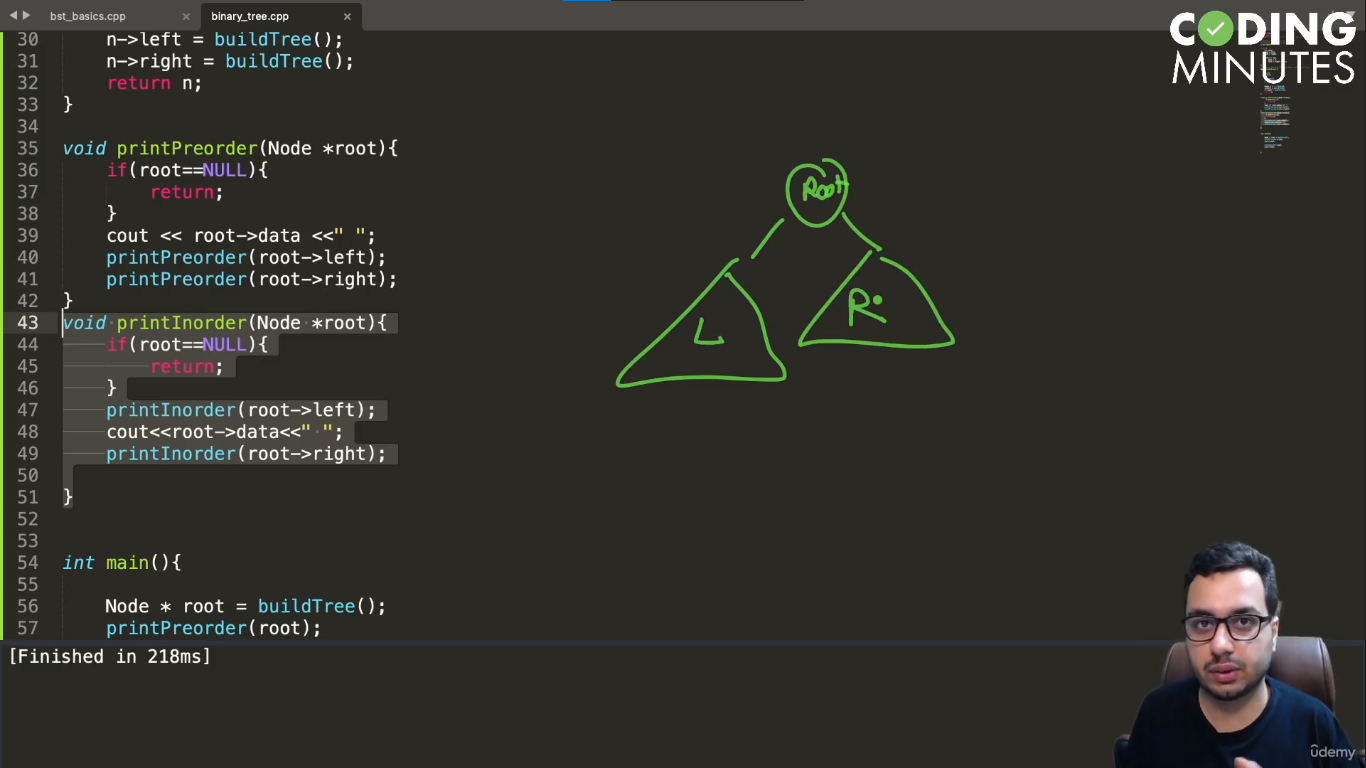 bst_basics.cpp × binary_tree.cpp ×
CODING
MINUTES
30 n->left = buildTree();
31 n->right = buildTree();
32 return n;
33 }
34
35 void printPreorder(Node *root){
36 if(root==NULL){
37 return;
38 }
39 cout << root->data <<" ";
40 printPreorder(root->left);
41 printPreorder(root->right);
42 }
43 void printInorder(Node *root){
44 if(root==NULL){
45 return;
46 }
47 printInorder(root->left);
48 cout<<root->data<<" ";
49 printInorder(root->right);
50
51 }
52
53
54 int main(){
55
56 Node * root = buildTree();
57 printPreorder(root);
Root
L
R
[Finished in 218ms]
ûdemy